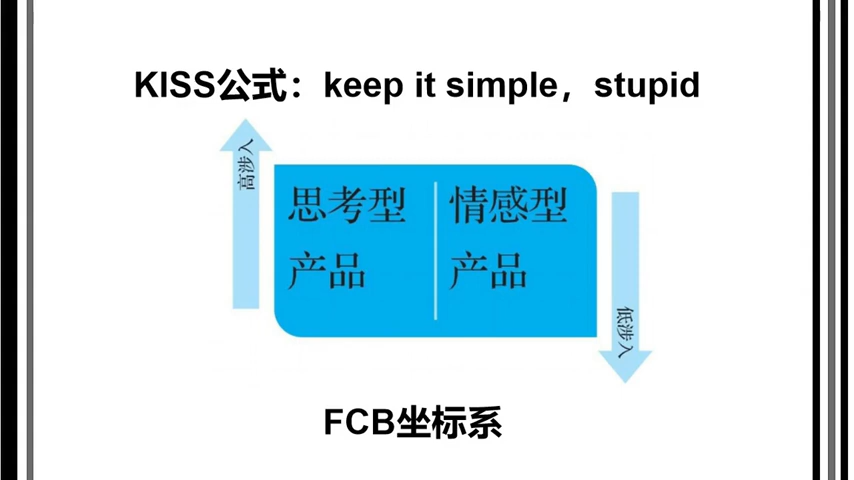 KISS公式：keep it simple，stupid
高涉入
思考型
产品
情感型
产品
低涉入
FCB坐标系